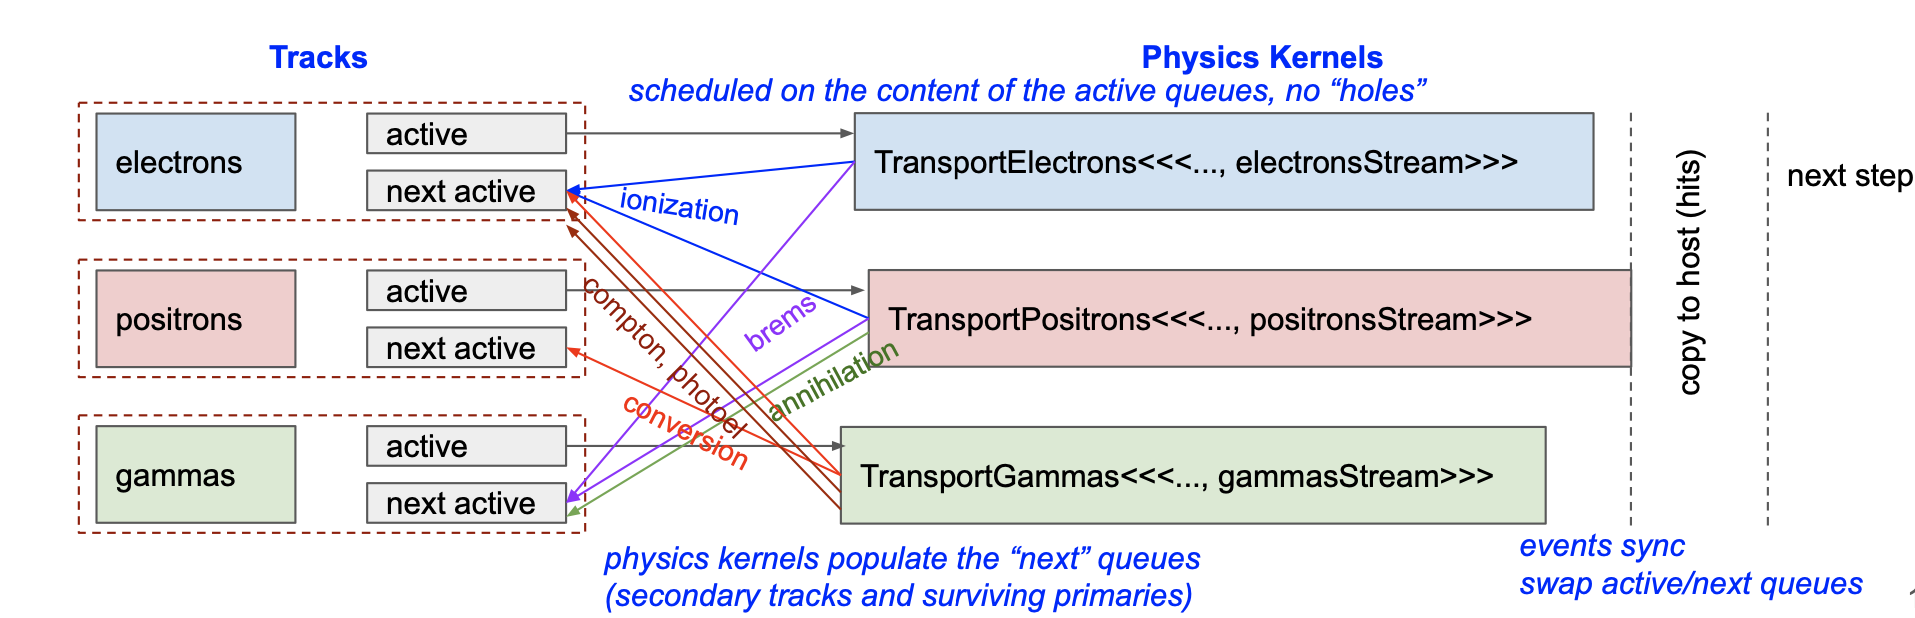 Tracks
Physics Kernels
scheduled on the content of the active queues, no “holes”
electrons
active
next active
ionization
TransportElectrons<<<..., electronsStream>>>
positrons
active
next active
compton, photoel
brems
annihilation
conversion
TransportPositrons<<<..., positronsStream>>>
gammas
active
next active
TransportGammas<<<..., gammasStream>>>
copy to host (hits)
next step
physics kernels populate the “next” queues
(secondary tracks and surviving primaries)
events sync
swap active/next queues